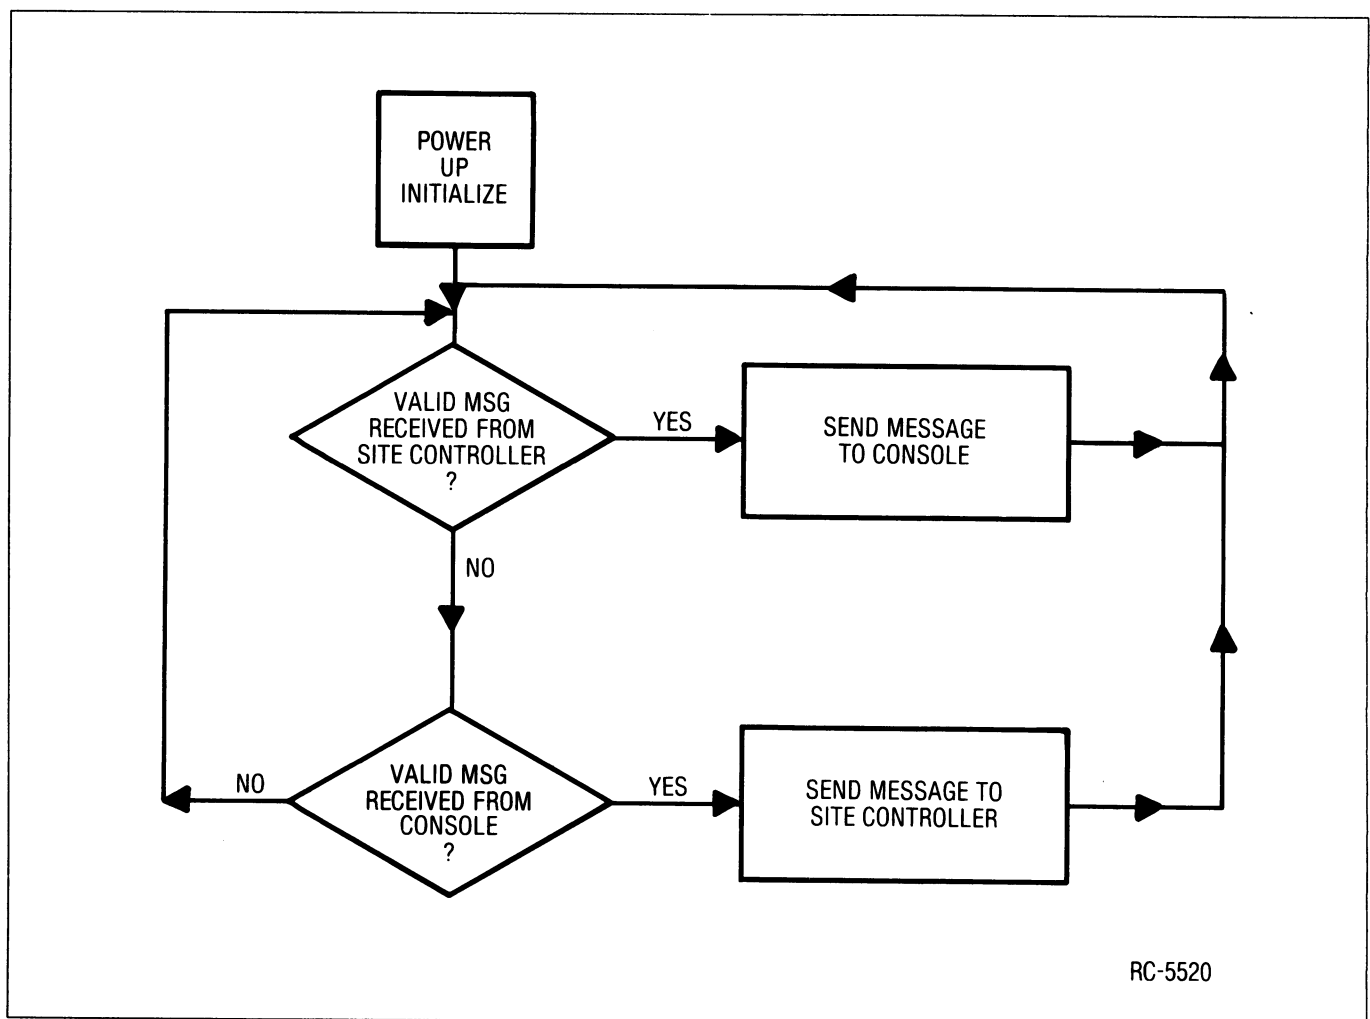 POWER
UP
INITIALIZE
VALID MSG
RECEIVED FROM
SITE CONTROLLER
?
YES
SEND MESSAGE
TO CONSOLE
NO
VALID MSG
RECEIVED FROM
CONSOLE
?
NO
YES
SEND MESSAGE TO
SITE CONTROLLER
RC-5520